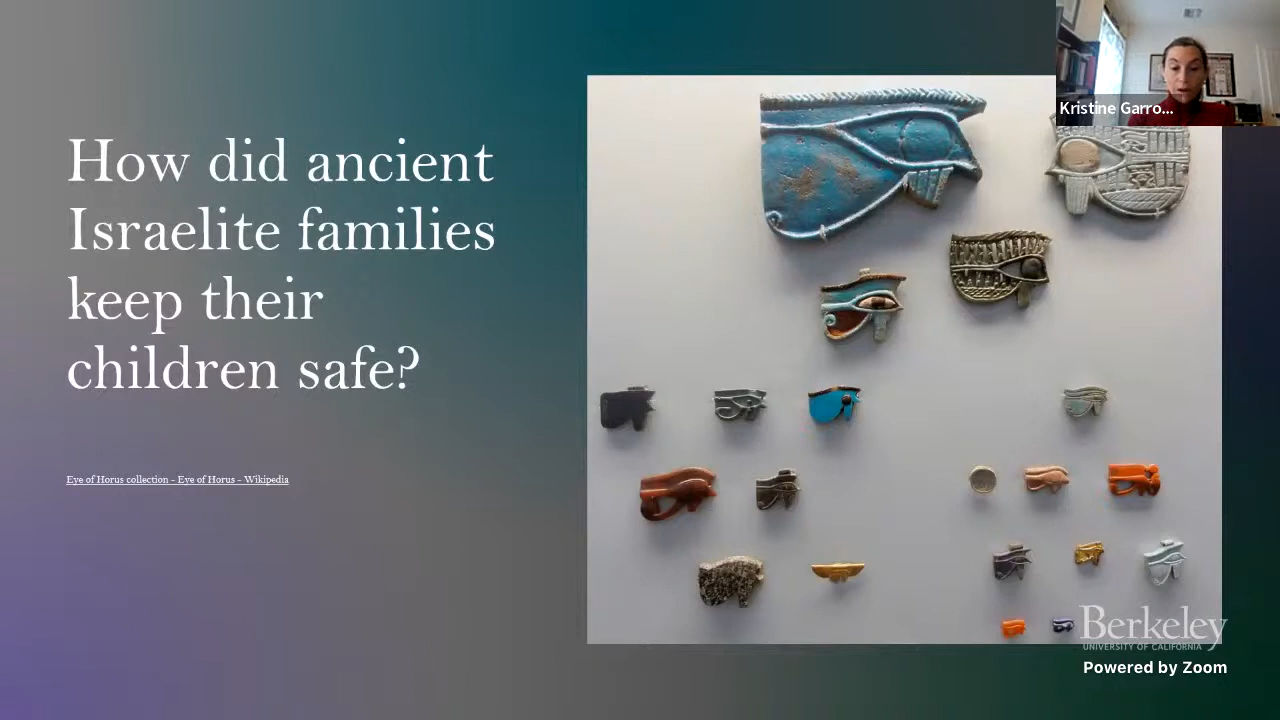 How did ancient
Israelite families
keep their
children safe?
Eye of Horus collection - Eye of Horus - Wikipedia
Kristine Garro...
Berkeley
UNIVERSITY OF CALIFORNIA
Powered by Zoom